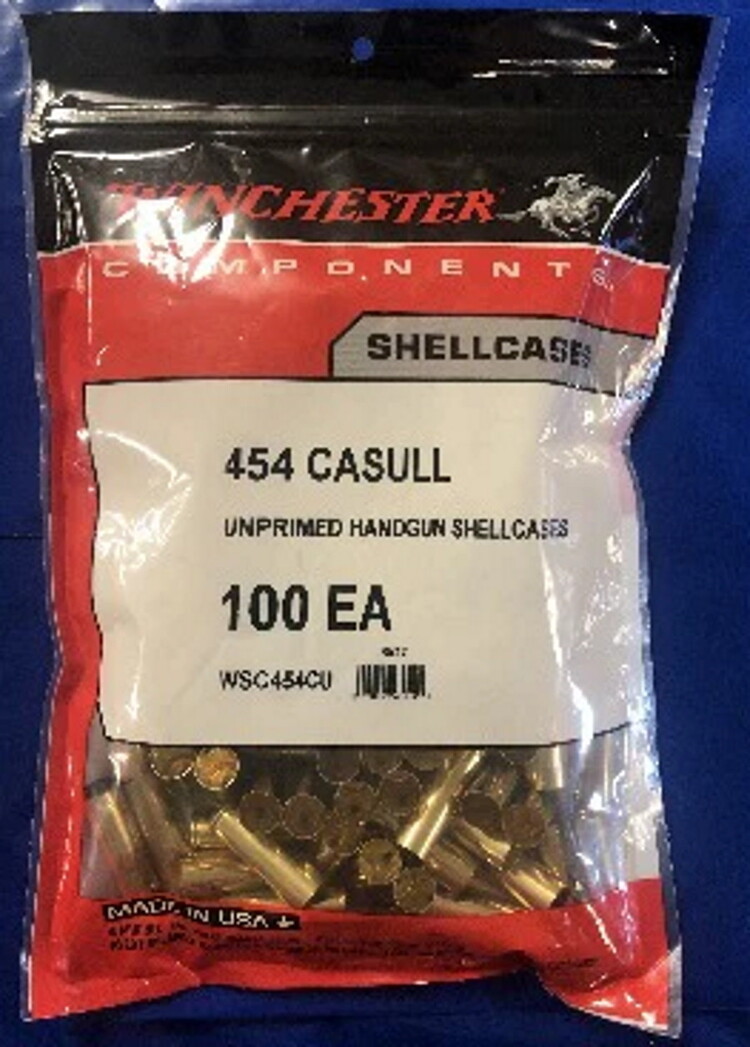 WINCHESTER
COMPONENTS
SHELLCASES
454 CASULL
UNPRIMED HANDGUN SHELLCASES
100 EA
WSC454CU
MADE IN USA